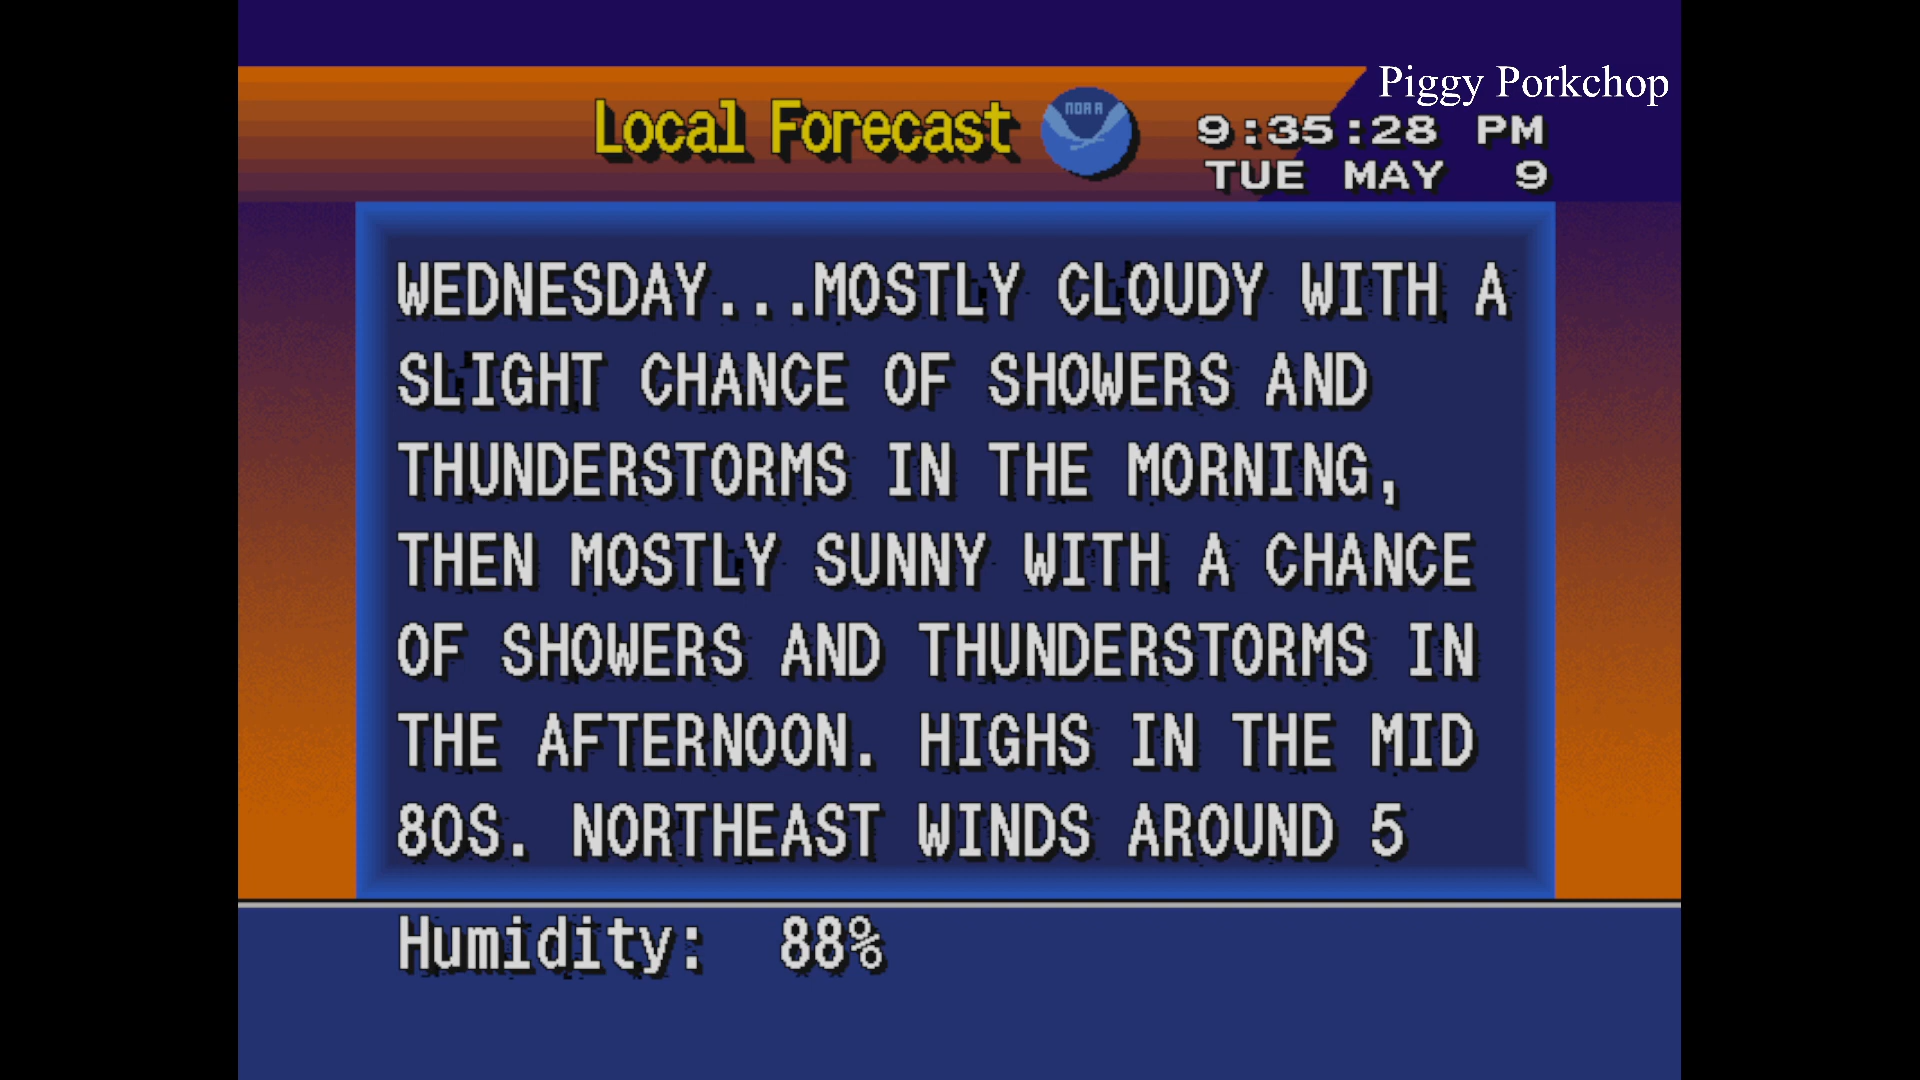 Piggy Porkchop
Local Forecast
NOAA
9:35:28 PM
TUE MAY 9
WEDNESDAY...MOSTLY CLOUDY WITH A
SLIGHT CHANCE OF SHOWERS AND
THUNDERSTORMS IN THE MORNING,
THEN MOSTLY SUNNY WITH A CHANCE
OF SHOWERS AND THUNDERSTORMS IN
THE AFTERNOON. HIGHS IN THE MID
80S. NORTHEAST WINDS AROUND 5
Humidity: 88%